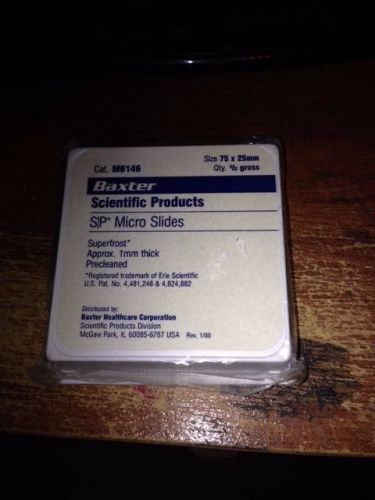 Cat. M6146
Size 75 x 25mm
Qty. ½ gross
Baxter
Scientific Products
S|P® Micro Slides
Superfrost*
Approx. 1mm thick
Precleaned
*Registered trademark of Erie Scientific
U.S. Pat. No. 4,481,246 & 4,624,882
Distributed by:
Baxter Healthcare Corporation
Scientific Products Division
McGaw Park, IL 60085-6787 USA Rev. 1/88